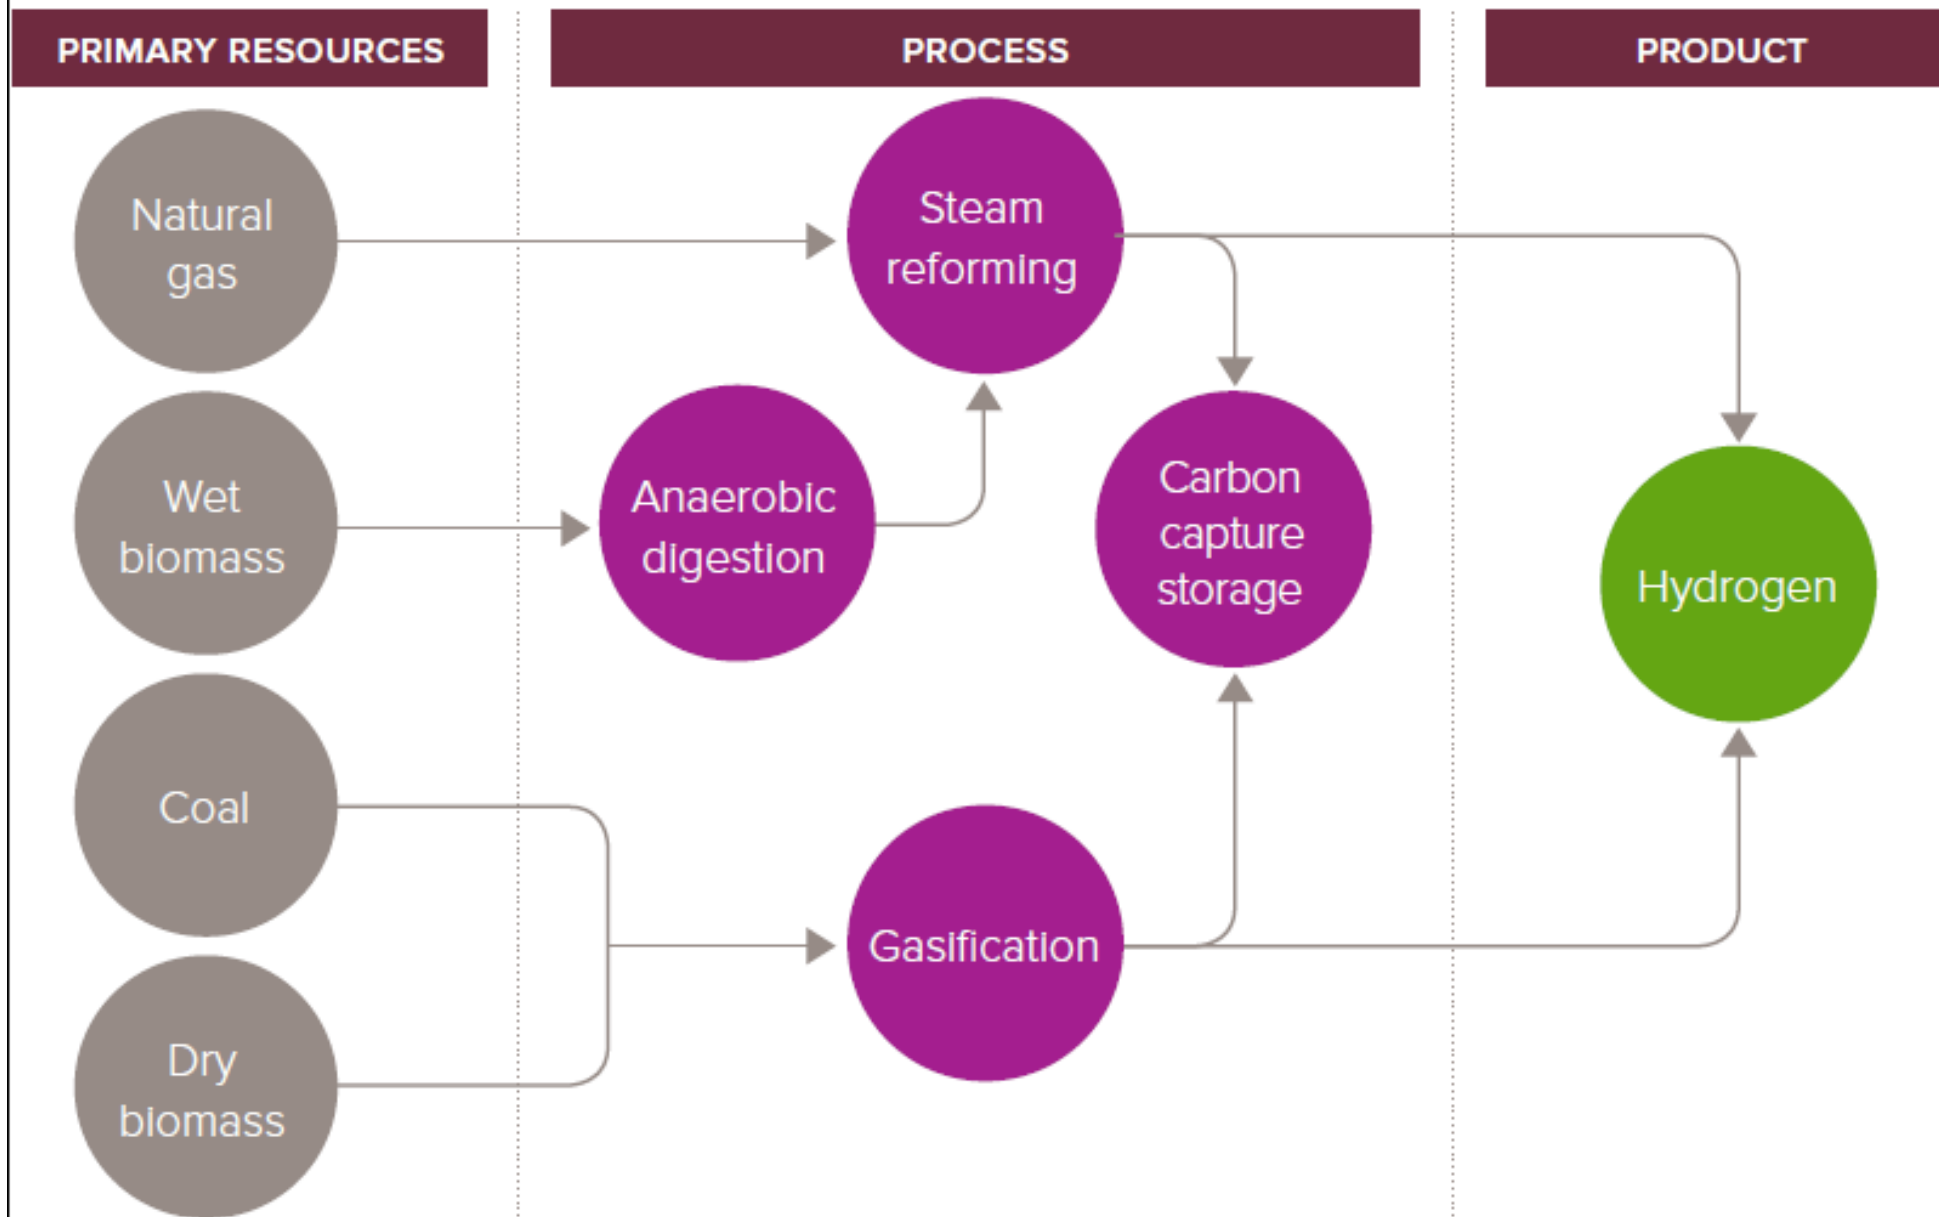 PRIMARY RESOURCES
PROCESS
PRODUCT
Natural
gas
Steam
reforming
Wet
biomass
Anaerobic
digestion
Carbon
capture
storage
Hydrogen
Coal
Gasification
Dry
biomass